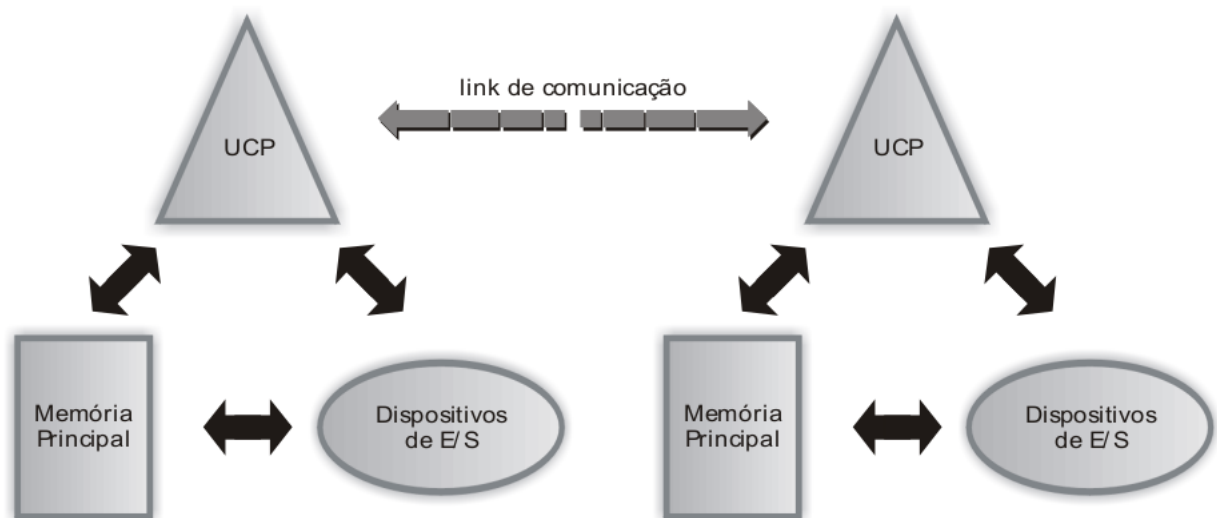 link de comunicação
UCP
UCP
Memória
Principal
Dispositivos
de E/S
Memória
Principal
Dispositivos
de E/S